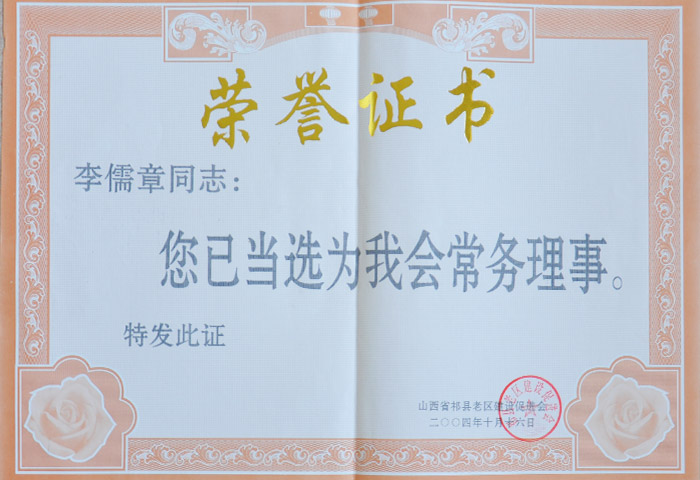 荣誉证书
李儒章同志：
您已当选为我会常务理事。
特发此证
山西省祁县老区建设促进会
二〇〇四年十月十六日